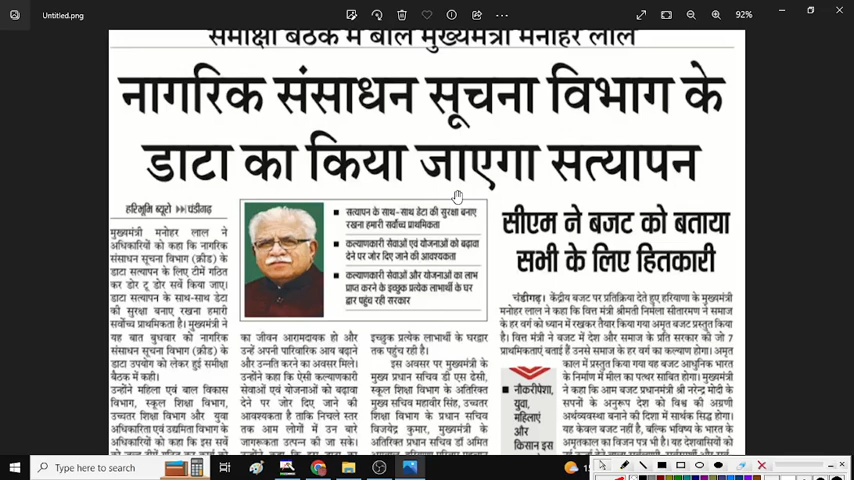 Untitled.png
92%
समीक्षा बैठक में बोले मुख्यमंत्री मनोहर लाल
नागरिक संसाधन सूचना विभाग के
डाटा का किया जाएगा सत्यापन
हरिभूमि ब्यूरो ▶▶| चंडीगढ़
मुख्यमंत्री मनोहर लाल ने
अधिकारियों को कहा कि नागरिक
संसाधन सूचना विभाग (क्रीड) के
डाटा सत्यापन के लिए टीमें गठित
कर डोर टू डोर सर्वे किया जाए।
डाटा सत्यापन के साथ-साथ डेटा
की सुरक्षा बनाए रखना हमारी
सर्वोच्च प्राथमिकता है। मुख्यमंत्री ने
यह बात बुधवार को नागरिक
संसाधन सूचना विभाग (क्रीड) के
डाटा उपयोग को लेकर हुई समीक्षा
बैठक में कही।
उन्होंने महिला एवं बाल विकास
विभाग, स्कूल शिक्षा विभाग,
उच्चतर शिक्षा विभाग और युवा
अधिकारिता एवं उद्यमिता विभाग के
अधिकारियों को कहा कि इस सर्वे
■ सत्यापन के साथ-साथ डेटा की सुरक्षा बनाए
रखना हमारी सर्वोच्च प्राथमिकता
■ कल्याणकारी सेवाओं एवं योजनाओं को बढ़ावा
देने पर जोर दिए जाने की आवश्यकता
■ कल्याणकारी सेवाओं और योजनाओं का लाभ
प्राप्त करने के इच्छुक प्रत्येक लाभार्थी के घर
द्वार पहुंच रही सरकार
का जीवन आरामदायक हो और
उन्हें अपनी पारिवारिक आय बढ़ाने
और उन्नति करने का अवसर मिले।
उन्होंने कहा कि ऐसी कल्याणकारी
सेवाओं एवं योजनाओं को बढ़ावा
देने पर जोर दिए जाने की
आवश्यकता है ताकि निचले स्तर
तक आम लोगों में उन बारे
जागरूकता उत्पन्न की जा सके।
इच्छुक प्रत्येक लाभार्थी के घरद्वार
तक पहुंच रही है।
इस अवसर पर मुख्यमंत्री के
मुख्य प्रधान सचिव डी एस ढेसी,
स्कूल शिक्षा विभाग के अतिरिक्त
मुख्य सचिव महावीर सिंह, उच्चतर
शिक्षा विभाग के प्रधान सचिव
विजयेंद्र कुमार, मुख्यमंत्री के
अतिरिक्त प्रधान सचिव डॉ अमित
सीएम ने बजट को बताया
सभी के लिए हितकारी
चंडीगढ़। केंद्रीय बजट पर प्रतिक्रिया देते हुए हरियाणा के मुख्यमंत्री
मनोहर लाल ने कहा कि वित्त मंत्री श्रीमती निर्मला सीतारमण ने समाज
के हर वर्ग को ध्यान में रखकर तैयार किया गया अमृत बजट प्रस्तुत किया
है। वित्त मंत्री ने बजट में देश और समाज के प्रति सरकार की जो 7
प्राथमिकताएं बताई हैं उनसे समाज के हर वर्ग का कल्याण होगा। अमृत
काल में प्रस्तुत किया गया यह बजट आधुनिक भारत
के निर्माण में मील का पत्थर साबित होगा। मुख्यमंत्री
ने कहा कि आम बजट प्रधानमंत्री श्री नरेन्द्र मोदी के
सपनों के अनुरूप देश को विश्व की अग्रणी
अर्थव्यवस्था बनाने की दिशा में सार्थक सिद्ध होगा।
यह केवल बजट नहीं है, बल्कि भविष्य के भारत के
अमृतकाल का विजन पत्र भी है। यह देशवासियों को
■ नौकरीपेशा,
युवा,
महिलाएं
और
किसान इस
Type here to search